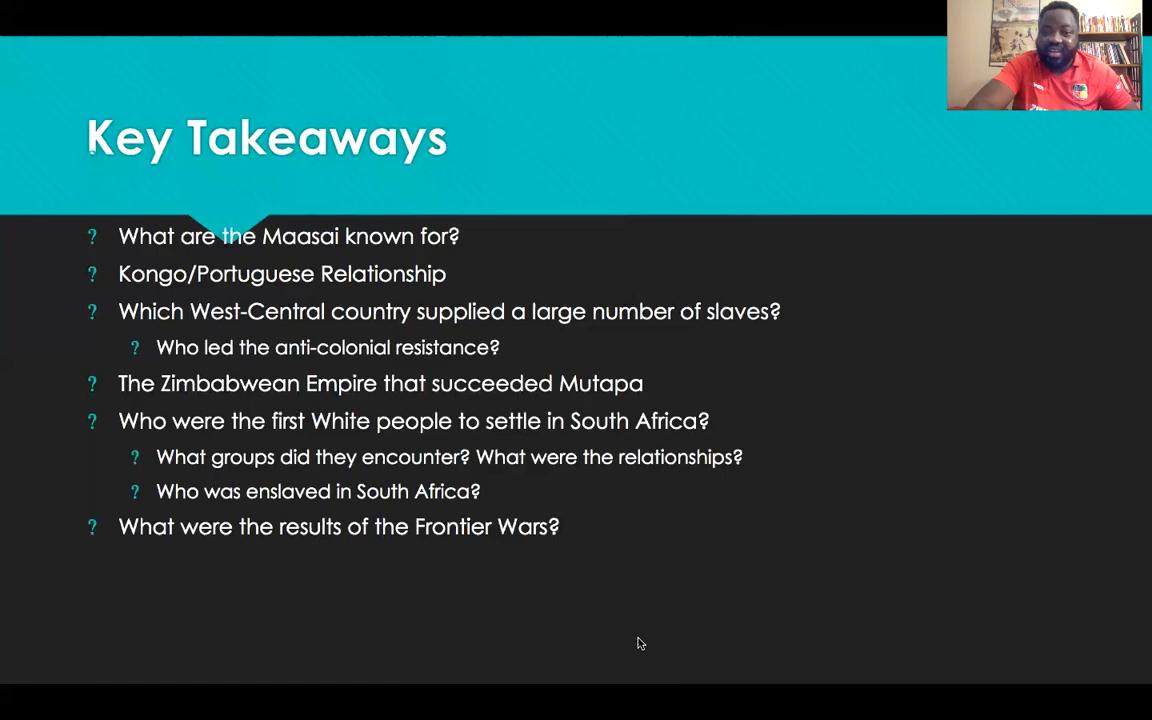 Key Takeaways
? What are the Maasai known for?
? Kongo/Portuguese Relationship
? Which West-Central country supplied a large number of slaves?
? Who led the anti-colonial resistance?
? The Zimbabwean Empire that succeeded Mutapa
? Who were the first White people to settle in South Africa?
? What groups did they encounter? What were the relationships?
? Who was enslaved in South Africa?
? What were the results of the Frontier Wars?